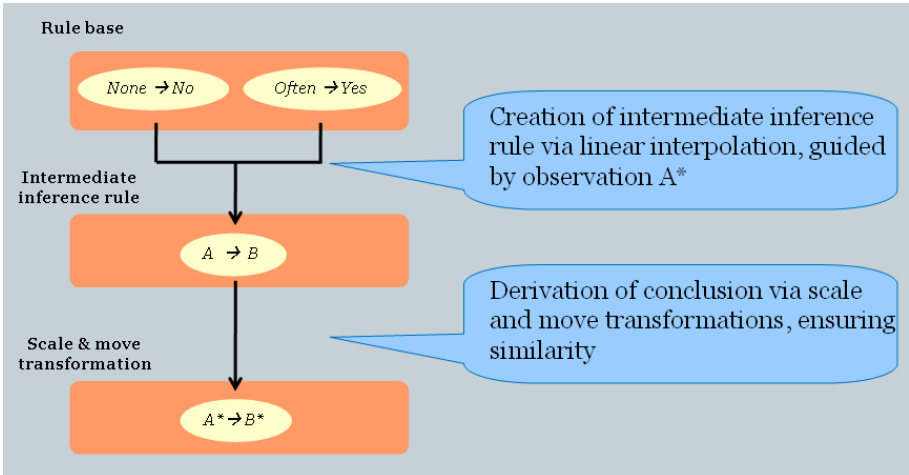 Rule base
None → No
Often → Yes
Creation of intermediate inference
rule via linear interpolation, guided
by observation A*
Intermediate
inference rule
A → B
Derivation of conclusion via scale
and move transformations, ensuring
similarity
Scale & move
transformation
A* → B*